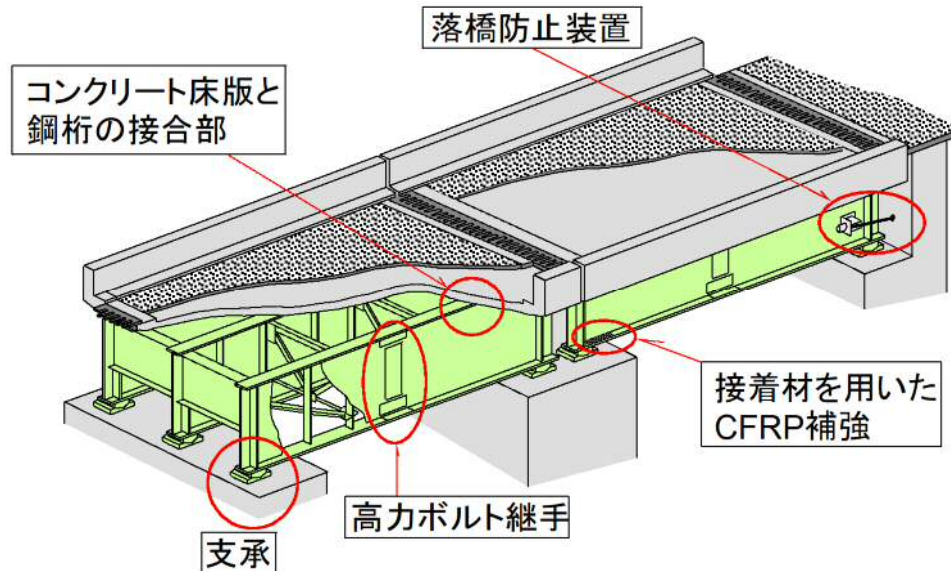 落橋防止装置
コンクリート床版と
鋼桁の接合部
接着材を用いた
CFRP補強
高力ボルト継手
支承